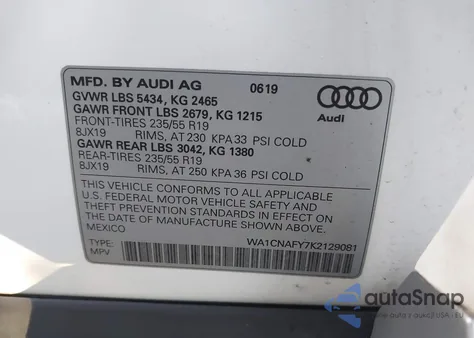 MFD. BY AUDI AG 0619
GVWR LBS 5434, KG 2465
GAWR FRONT LBS 2679, KG 1215
FRONT-TIRES 235/55 R19
8JX19 RIMS, AT 230 KPA 33 PSI COLD
GAWR REAR LBS 3042, KG 1380
REAR-TIRES 235/55 R19
8JX19 RIMS, AT 250 KPA 36 PSI COLD
THIS VEHICLE CONFORMS TO ALL APPLICABLE
U.S. FEDERAL MOTOR VEHICLE SAFETY AND
THEFT PREVENTION STANDARDS IN EFFECT ON
THE DATE OF MANUFACTURE SHOWN ABOVE.
MEXICO
TYPE: WA1CNAFY7K2129081
MPV
Audi
autoSnap